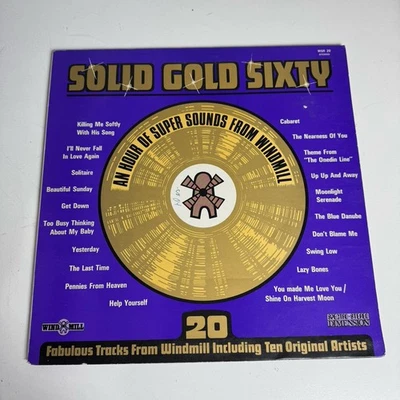 SOLID GOLD SIXTY
AN HOUR OF SUPER SOUNDS FROM WINDMILL
Killing Me Softly
With His Song
I'll Never Fall
In Love Again
Solitaire
Beautiful Sunday
Get Down
Too Busy Thinking
About My Baby
Yesterday
The Last Time
Pennies From Heaven
Help Yourself
Cabaret
The Nearness Of You
Theme From
"The Onedin Line"
Up Up and Away
Moonlight
Serenade
The Blue Danube
Don't Blame Me
Swing Low
Lazy Bones
You made Me Love You /
Shine On Harvest Moon
WINDMILL
DIMENSION
20
Fabulous Tracks From Windmill Including Ten Original Artists